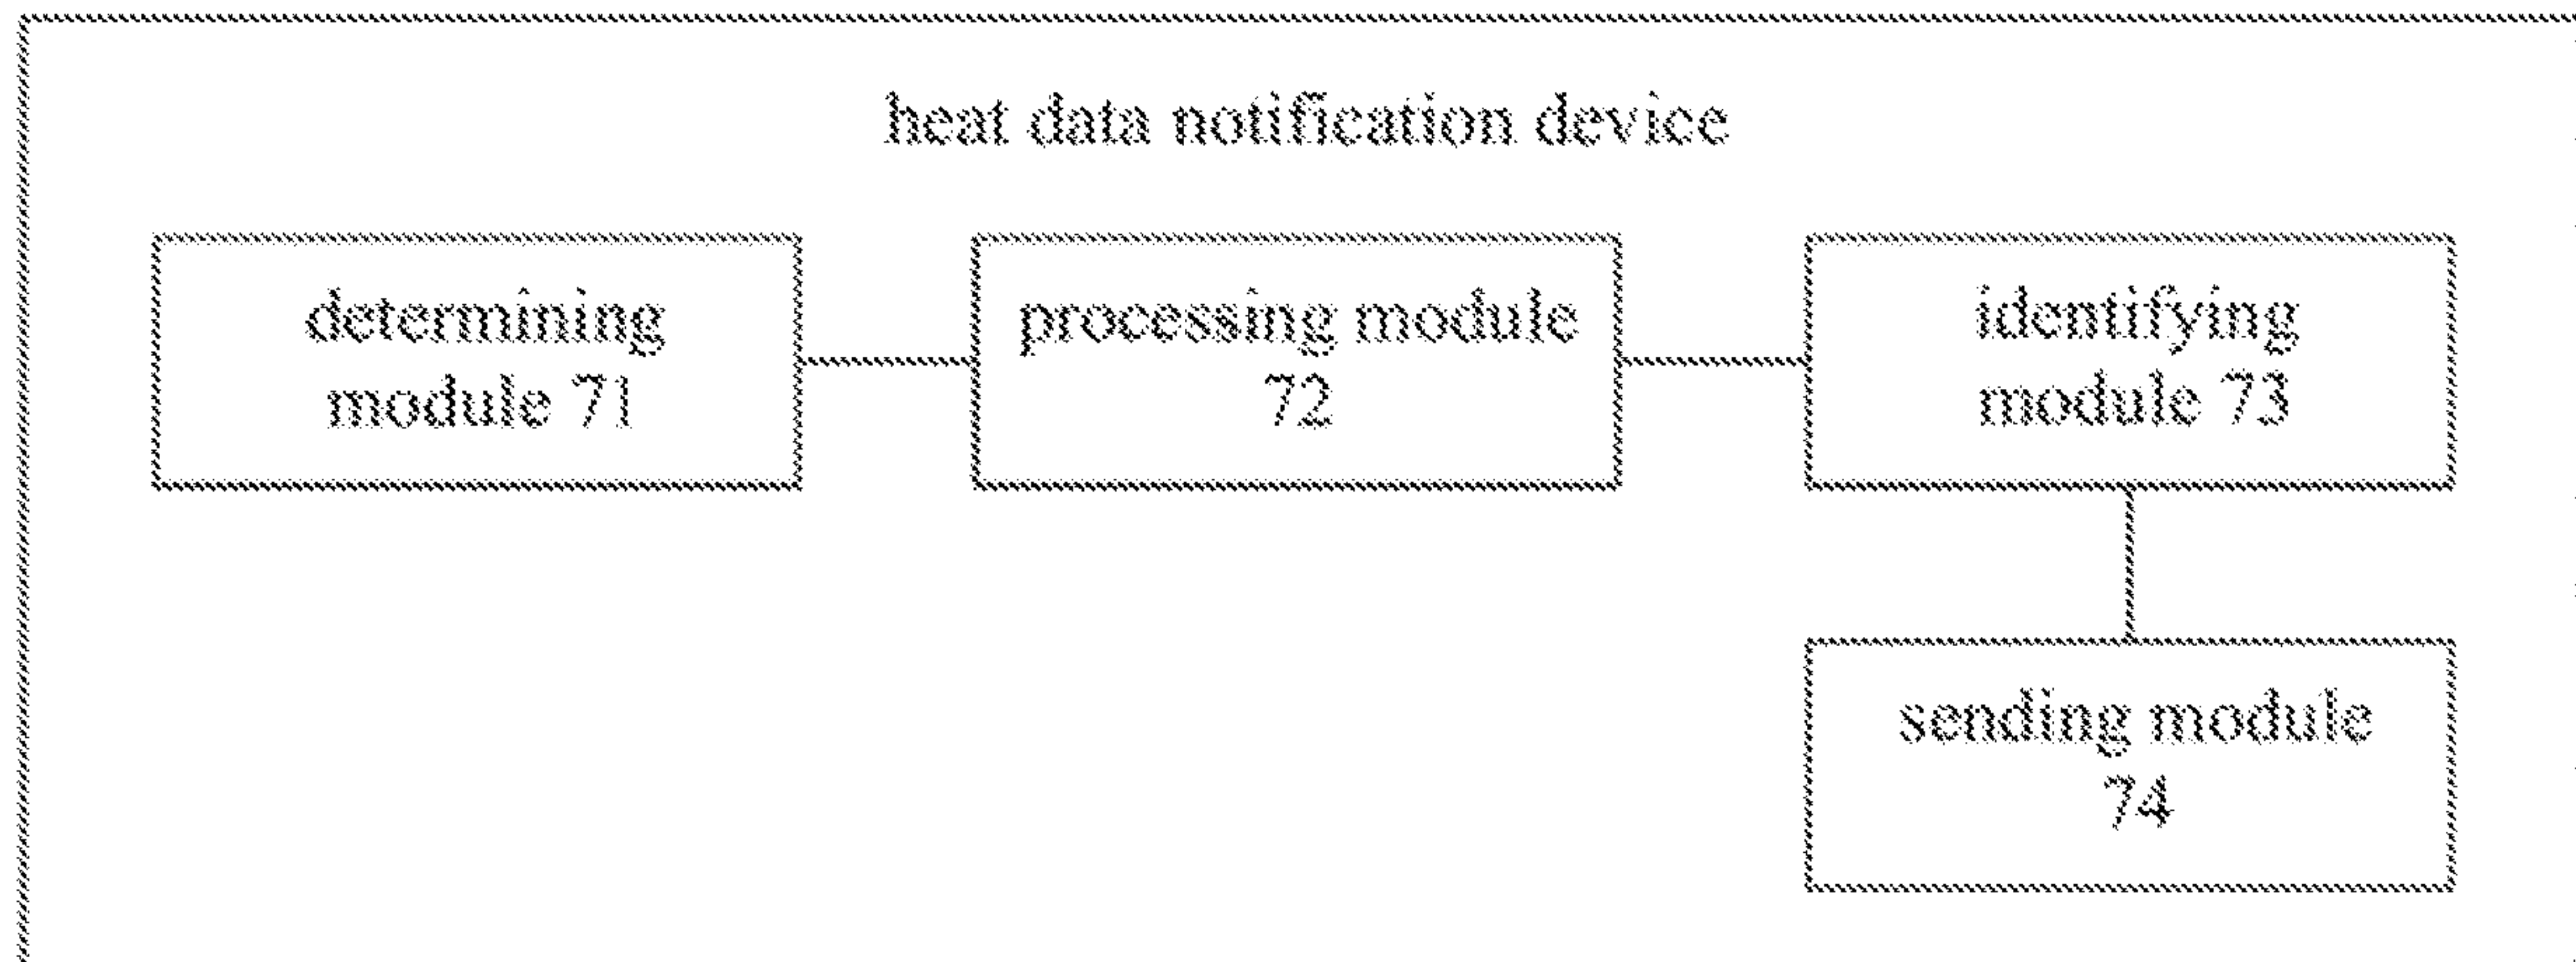 heat data notification device
determining
module 71
processing module
72
identifying
module 73
sending module
74